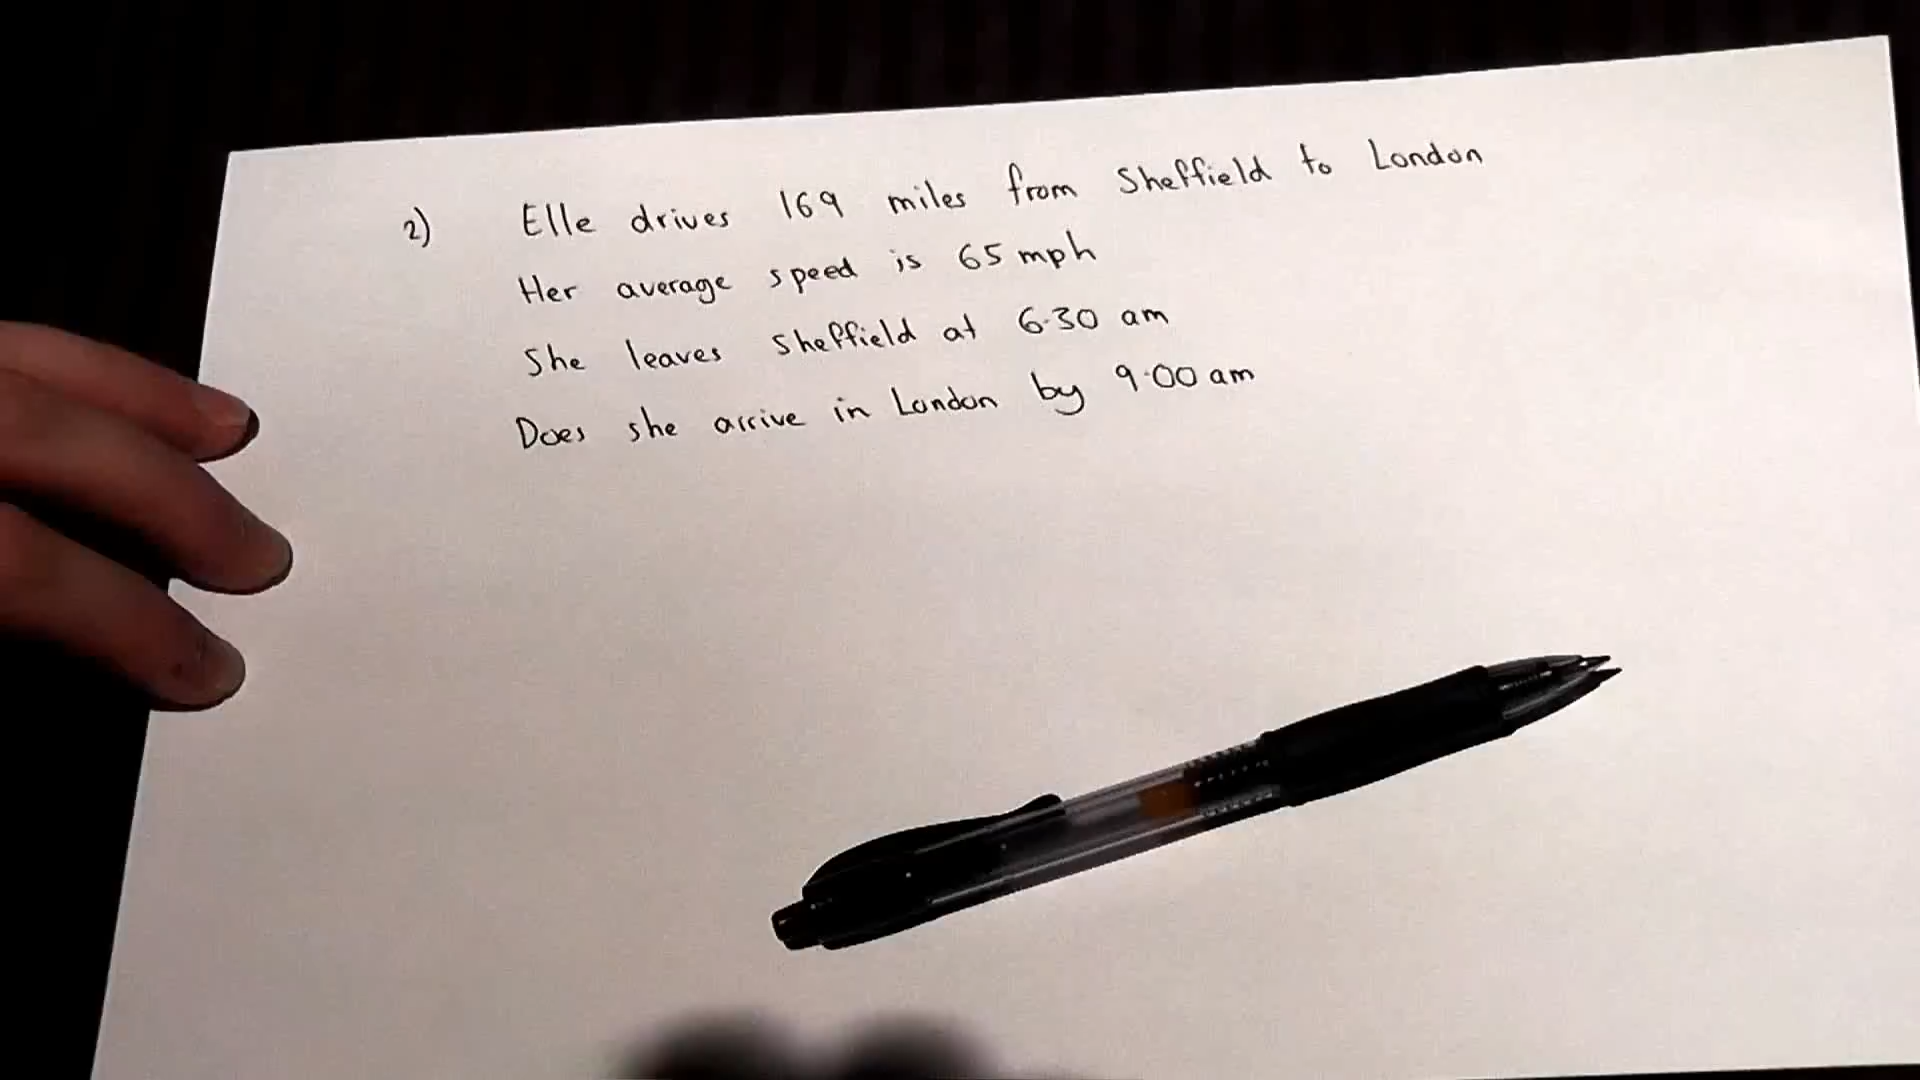 2) Elle drives 169 miles from Sheffield to London
Her average speed is 65 mph
She leaves Sheffield at 6.30 am
Does she arrive in London by 9.00 am